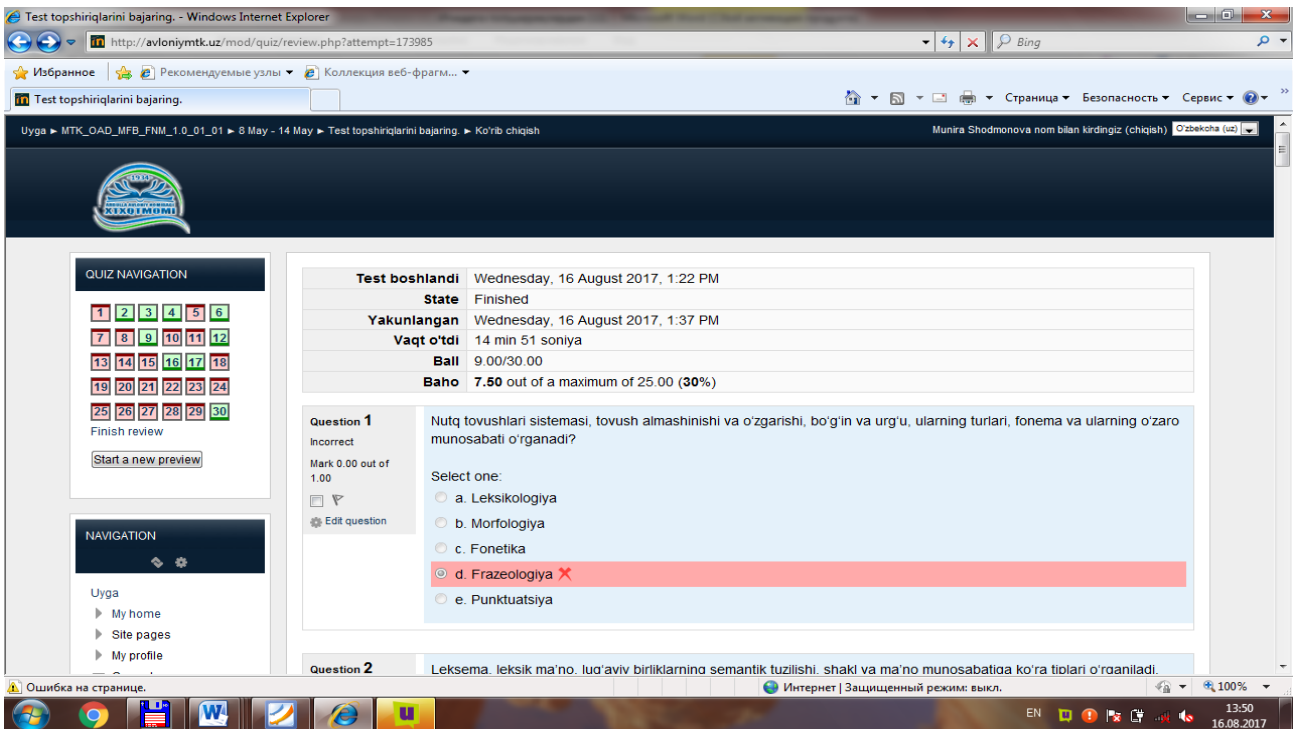 Test topshiriqlarini bajaring. - Windows Internet Explorer
http://avloniymtk.uz/mod/quiz/review.php?attempt=173985
Bing
Избранное Рекомендуемые узлы Коллекция веб-фрагм...
Test topshiriqlarini bajaring.
Страница Безопасность Сервис
Uyga ► MTK_OAD_MFB_FNM_1.0_01_01 ► 8 May - 14 May ► Test topshiriqlarini bajaring. ► Ko'rib chiqish
Munira Shodmonova nom bilan kirdingiz (chiqish) O'zbekcha (uz)
1934
XTXQTMOMI
QUIZ NAVIGATION
1 2 3 4 5 6
7 8 9 10 11 12
13 14 15 16 17 18
19 20 21 22 23 24
25 26 27 28 29 30
Finish review
Start a new preview
NAVIGATION
Uyga
My home
Site pages
My profile
Test boshlandi Wednesday, 16 August 2017, 1:22 PM
State Finished
Yakunlangan Wednesday, 16 August 2017, 1:37 PM
Vaqt o'tdi 14 min 51 soniya
Ball 9.00/30.00
Baho 7.50 out of a maximum of 25.00 (30%)
Question 1
Incorrect
Mark 0.00 out of
1.00
Edit question
Nutq tovushlari sistemasi, tovush almashinishi va o'zgarishi, bo'g'in va urg'u, ularning turlari, fonema va ularning o'zaro
munosabati o'rganadi?
Select one:
a. Leksikologiya
b. Morfologiya
c. Fonetika
d. Frazeologiya
e. Punktuatsiya
Question 2
Leksema, leksik ma'no, lug'aviy birliklarning semantik tuzilishi, shakl va ma'no munosabatiga ko'ra tiplari o'rganiladi.
Ошибка на странице.
Интернет | Защищенный режим: выкл.
100%
EN
13:50
16.08.2017